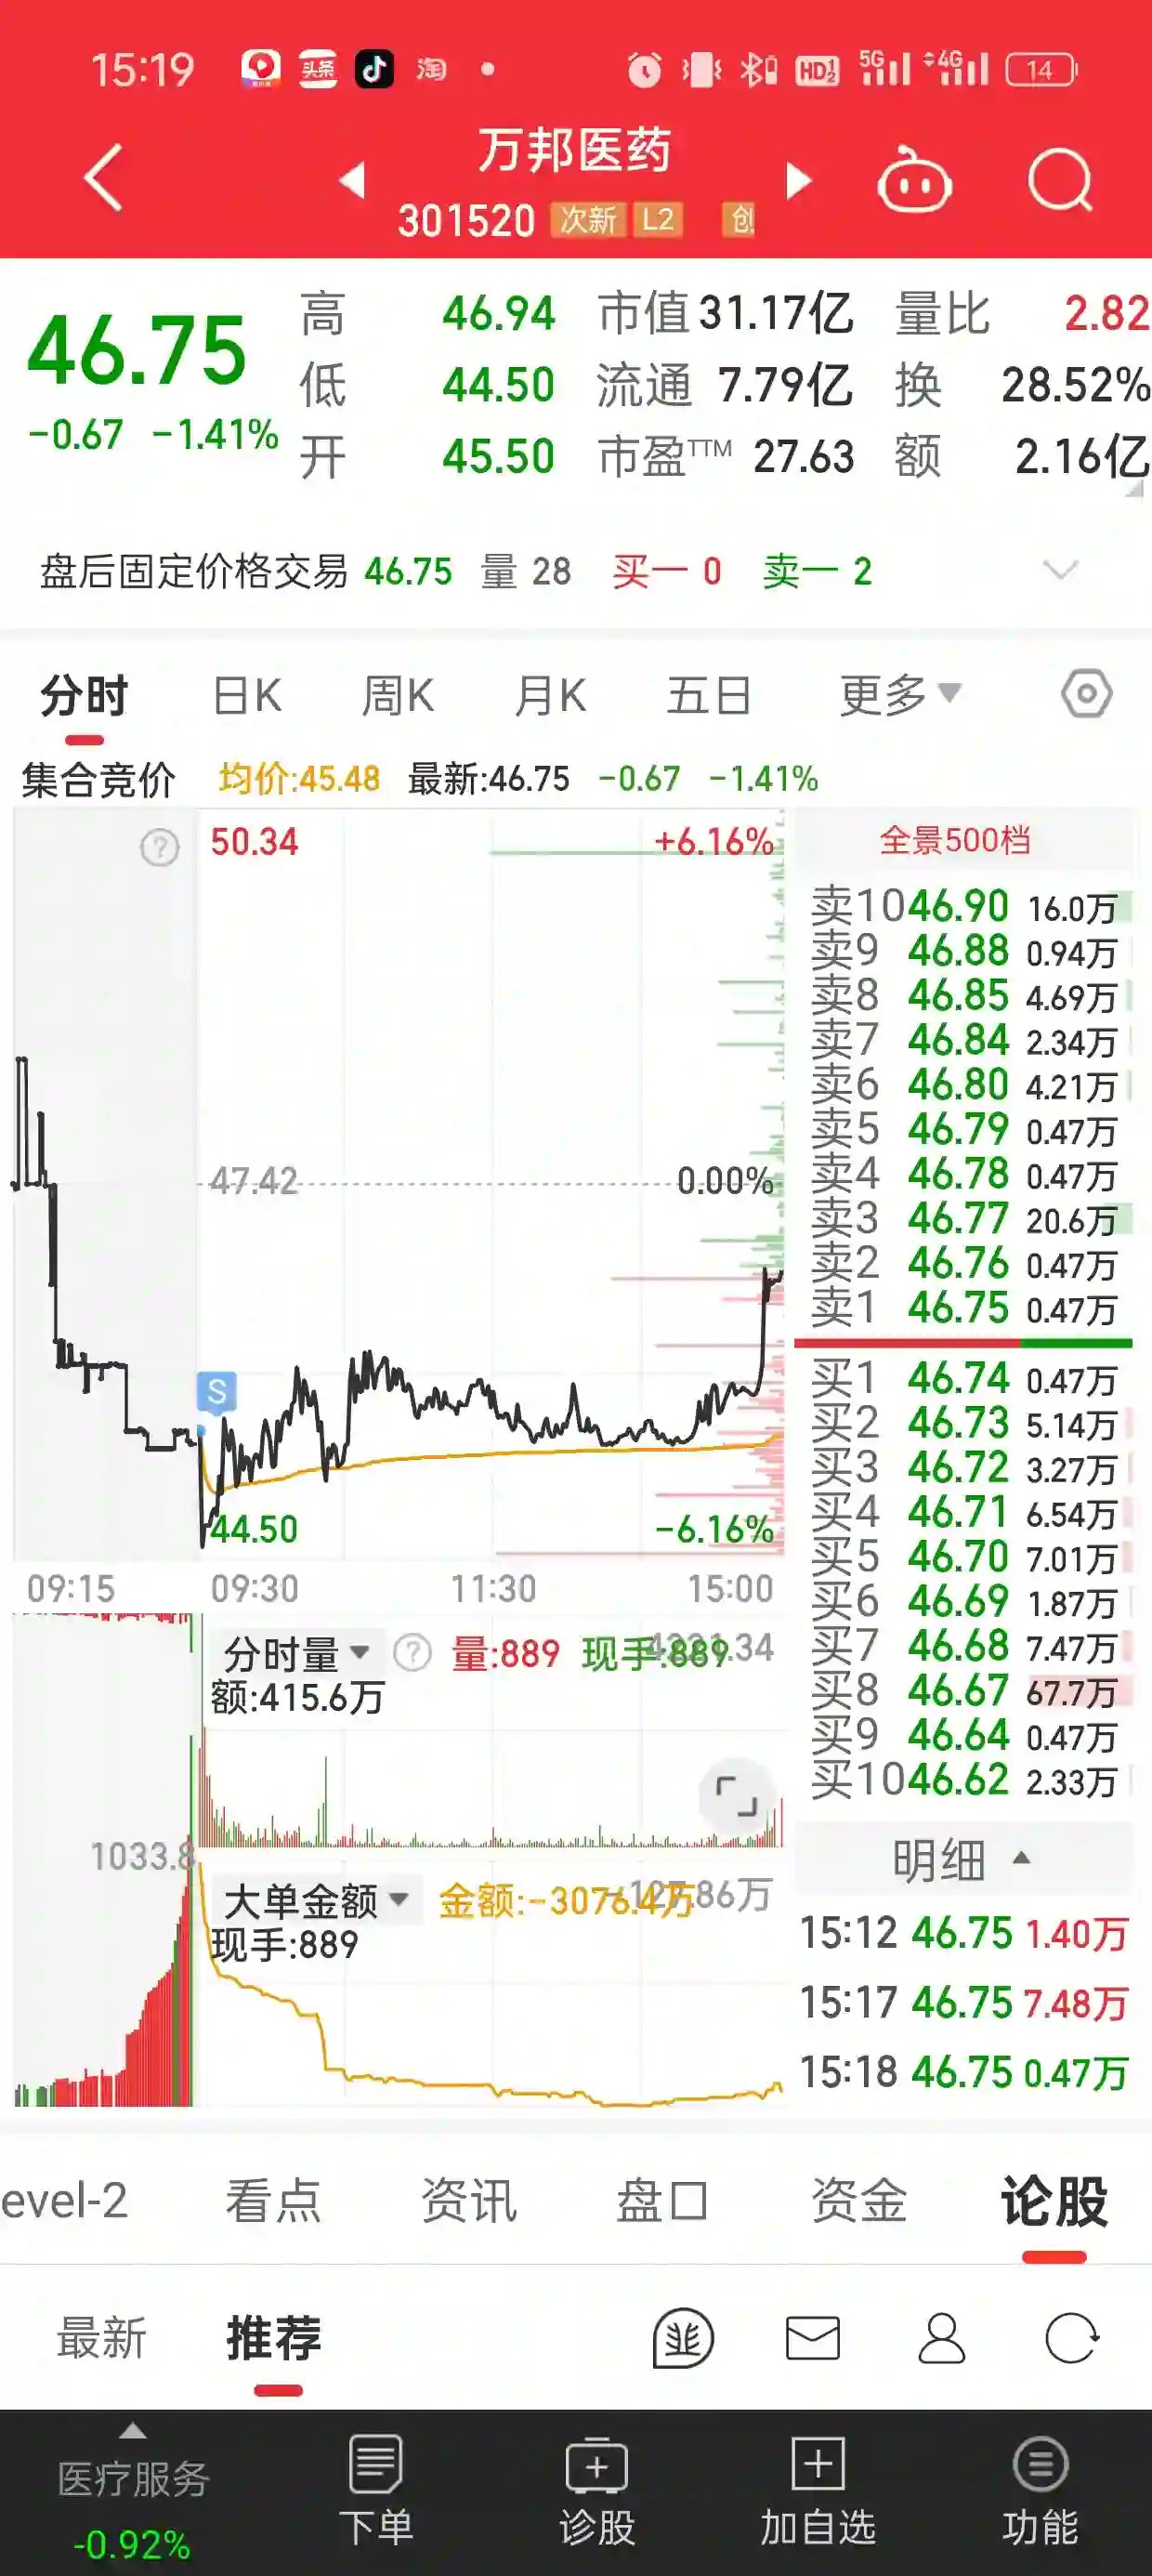 15:19 头条 淘 HD 5G 4G 14
万邦医药
301520 次新 L2 创
46.75
-0.67 -1.41%
高 46.94 市值 31.17亿 量比 2.82
低 44.50 流通 7.79亿 换 28.52%
开 45.50 市盈TTM 27.63 额 2.16亿
盘后固定价格交易 46.75 量 28 买一 0 卖一 2
分时 日K 周K 月K 五日 更多
集合竞价 均价:45.48 最新:46.75 -0.67 -1.41%
50.34 +6.16%
47.42 0.00%
S
44.50 -6.16%
09:15 09:30 11:30 15:00
分时量 量:889 现手:889
额:415.6万
1033.8
大单金额 金额:-3076.4万
现手:889
全景500档
卖10 46.90 16.0万
卖9 46.88 0.94万
卖8 46.85 4.69万
卖7 46.84 2.34万
卖6 46.80 4.21万
卖5 46.79 0.47万
卖4 46.78 0.47万
卖3 46.77 20.6万
卖2 46.76 0.47万
卖1 46.75 0.47万
买1 46.74 0.47万
买2 46.73 5.14万
买3 46.72 3.27万
买4 46.71 6.54万
买5 46.70 7.01万
买6 46.69 1.87万
买7 46.68 7.47万
买8 46.67 67.7万
买9 46.64 0.47万
买10 46.62 2.33万
明细
15:12 46.75 1.40万
15:17 46.75 7.48万
15:18 46.75 0.47万
evel-2 看点 资讯 盘口 资金 论股
最新 推荐
医疗服务 下单 诊股 加自选 功能
-0.92%